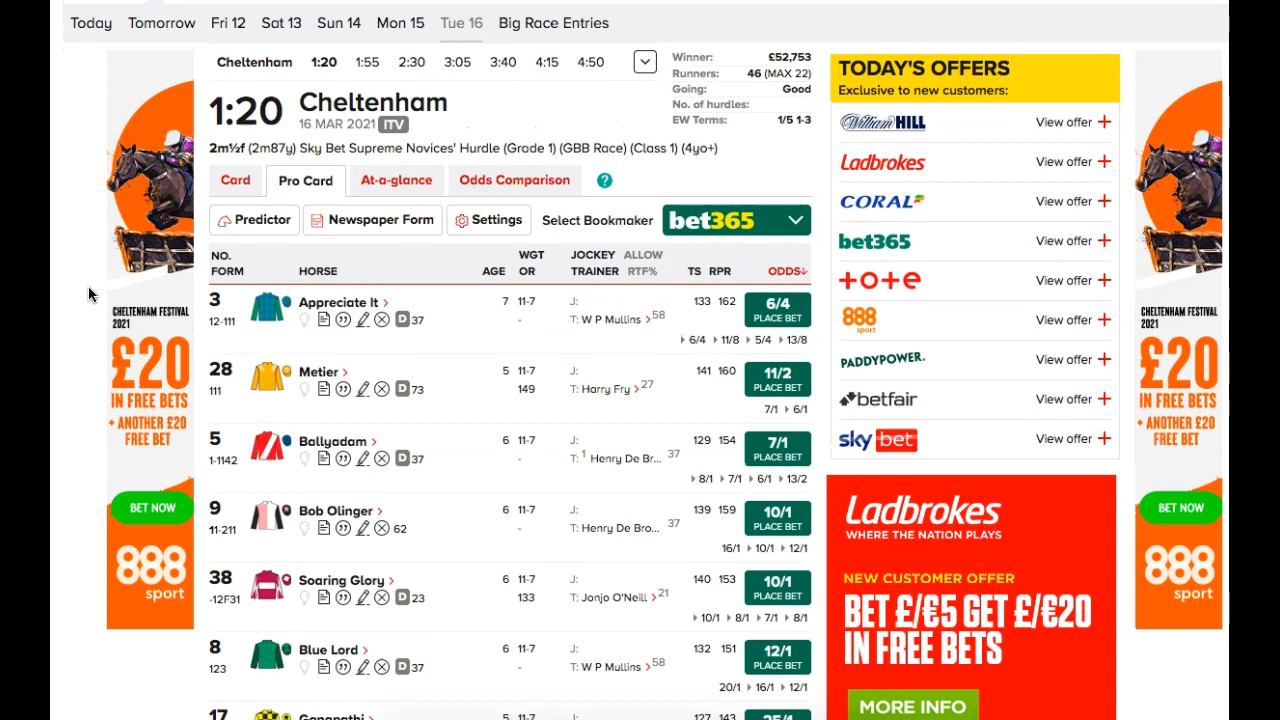 Today Tomorrow Fri 12 Sat 13 Sun 14 Mon 15 Tue 16 Big Race Entries
Cheltenham 1:20 1:55 2:30 3:05 3:40 4:15 4:50
1:20 Cheltenham
16 MAR 2021 ITV
Winner: £52,753
Runners: 46 (MAX 22)
Going: Good
No. of hurdles:
EW Terms: 1/5 1-3
2m½f (2m87y) Sky Bet Supreme Novices' Hurdle (Grade 1) (GBB Race) (Class 1) (4yo+)
Card Pro Card At-a-glance Odds Comparison ?
Predictor Newspaper Form Settings Select Bookmaker bet365
NO. WGT JOCKEY ALLOW
FORM HORSE AGE OR TRAINER RTF% TS RPR ODDS↓
3 Appreciate It > 7 11-7 J: 133 162 6/4
12-111 D 37 - T: W P Mullins > 58 PLACE BET
6/4 11/8 5/4 13/8
28 Metier > 5 11-7 J: 141 160 11/2
111 D 73 149 T: Harry Fry > 27 PLACE BET
7/1 6/1
5 Ballyadam > 6 11-7 J: 129 154 7/1
1-1142 D 37 - T: 1 Henry De Br... 37 PLACE BET
8/1 7/1 6/1 13/2
9 Bob Olinger > 6 11-7 J: 139 159 10/1
11-211 62 - T: Henry De Bro... 37 PLACE BET
16/1 10/1 12/1
38 Soaring Glory > 6 11-7 J: 140 153 10/1
-12F31 D 23 133 T: Jonjo O'Neill > 21 PLACE BET
10/1 8/1 7/1 8/1
8 Blue Lord > 6 11-7 J: 132 151 12/1
123 D 37 - T: W P Mullins > 58 PLACE BET
20/1 16/1 12/1
17 Ganapathi > 5 11-7 J: 127 143 25/1
TODAY'S OFFERS
Exclusive to new customers:
William HILL View offer +
Ladbrokes View offer +
CORAL View offer +
bet365 View offer +
tote View offer +
888 sport View offer +
PADDYPOWER. View offer +
betfair View offer +
sky bet View offer +
Ladbrokes
WHERE THE NATION PLAYS
NEW CUSTOMER OFFER
BET £/€5 GET £/€20
IN FREE BETS
MORE INFO
CHELTENHAM FESTIVAL
2021
£20
IN FREE BETS
+ ANOTHER £20
FREE BET
BET NOW
888
sport
CHELTENHAM FESTIVAL
2021
£20
IN FREE BETS
+ ANOTHER £20
FREE BET
BET NOW
888
sport